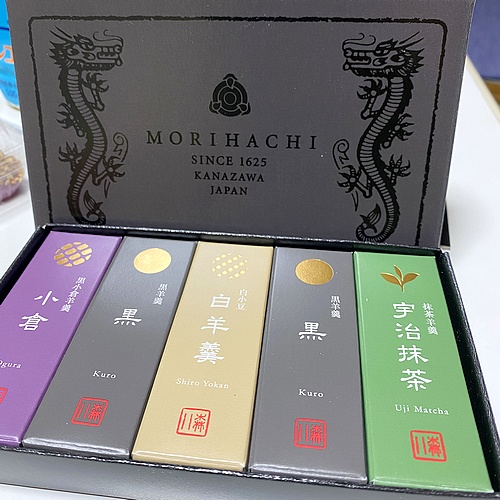 MORIHACHI
SINCE 1625
KANAZAWA
JAPAN
黒小倉羊羹
小倉
Ogura
黒羊羹
黒
Kuro
白小豆
白羊羹
Shiro Yokan
黒羊羹
黒
Kuro
抹茶羊羹
宇治抹茶
Uji Matcha